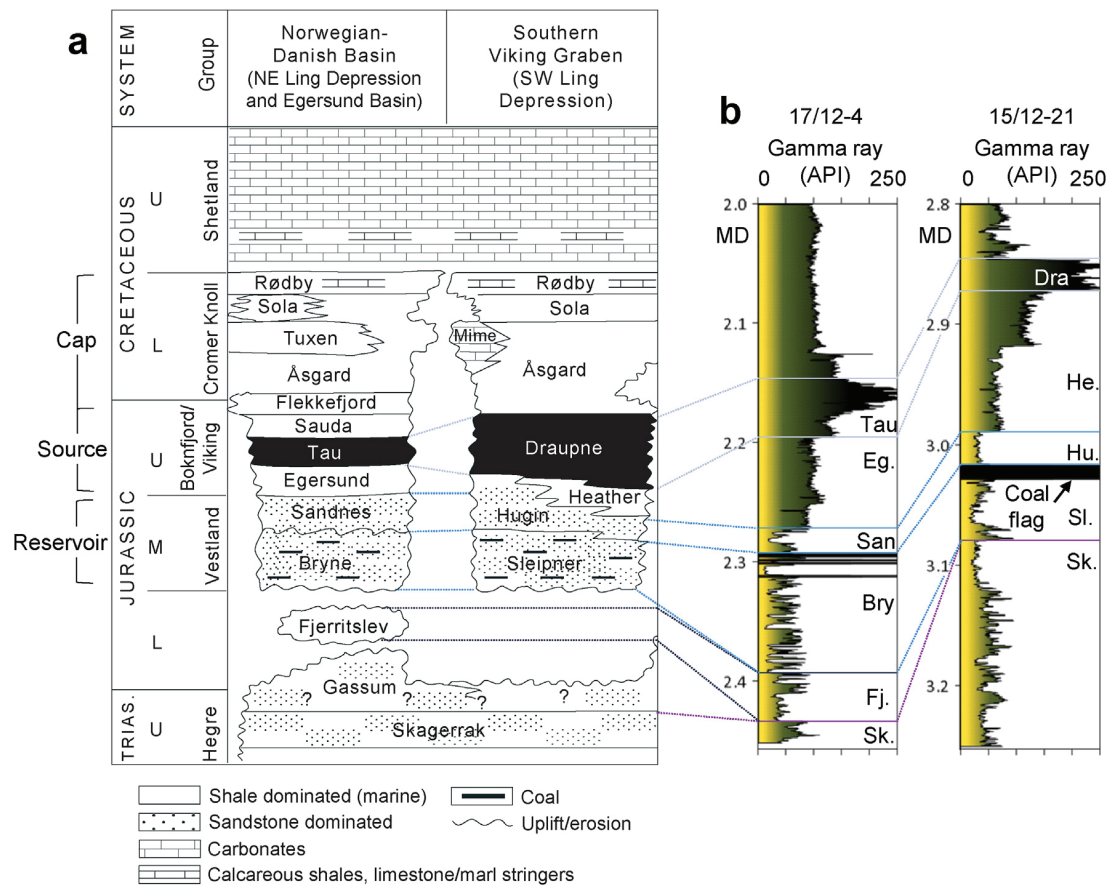 a
SYSTEM
Group
Norwegian-
Danish Basin
(NE Ling Depression
and Egersund Basin)
Southern
Viking Graben
(SW Ling
Depression)
Cap
Source
Reservoir
CRETACEOUS
JURASSIC
TRIAS.
U
L
U
M
L
U
Shetland
Cromer Knoll
Boknfjord/
Viking
Vestland
Hegre
Rødby
Rødby
Sola
Sola
Tuxen
Mime
Åsgard
Åsgard
Flekkefjord
Sauda
Tau
Draupne
Egersund
Heather
Sandnes
Hugin
Bryne
Sleipner
Fjerritslev
Gassum
? ? ? ?
Skagerrak
Shale dominated (marine)
Sandstone dominated
Carbonates
Calcareous shales, limestone/marl stringers
Coal
Uplift/erosion
b
17/12-4
Gamma ray
0 (API) 250
2.0
MD
2.1
2.2
2.3
2.4
Tau
Eg.
San
Bry
Fj.
Sk.
15/12-21
Gamma ray
0 (API) 250
2.8
MD
2.9
3.0
3.1
3.2
Dra
He.
Hu.
Coal
flag
Sl.
Sk.